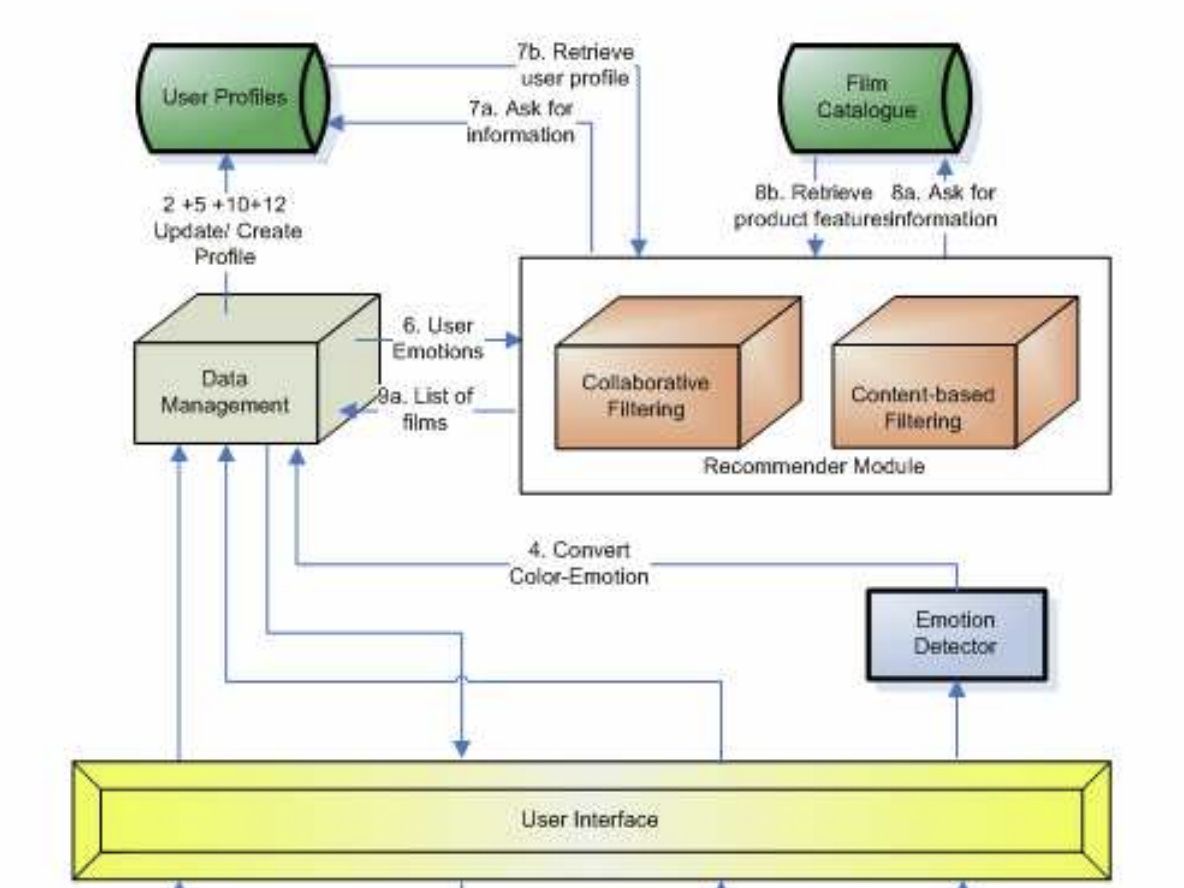 User Profiles
7b. Retrieve
user profile
7a. Ask for
information
Film
Catalogue
2 +5 +10+12
Update/ Create
Profile
8b. Retrieve
product features
8a. Ask for
information
6. User
Emotions
9a. List of
films
Data
Management
Collaborative
Filtering
Content-based
Filtering
Recommender Module
4. Convert
Color-Emotion
Emotion
Detector
User Interface